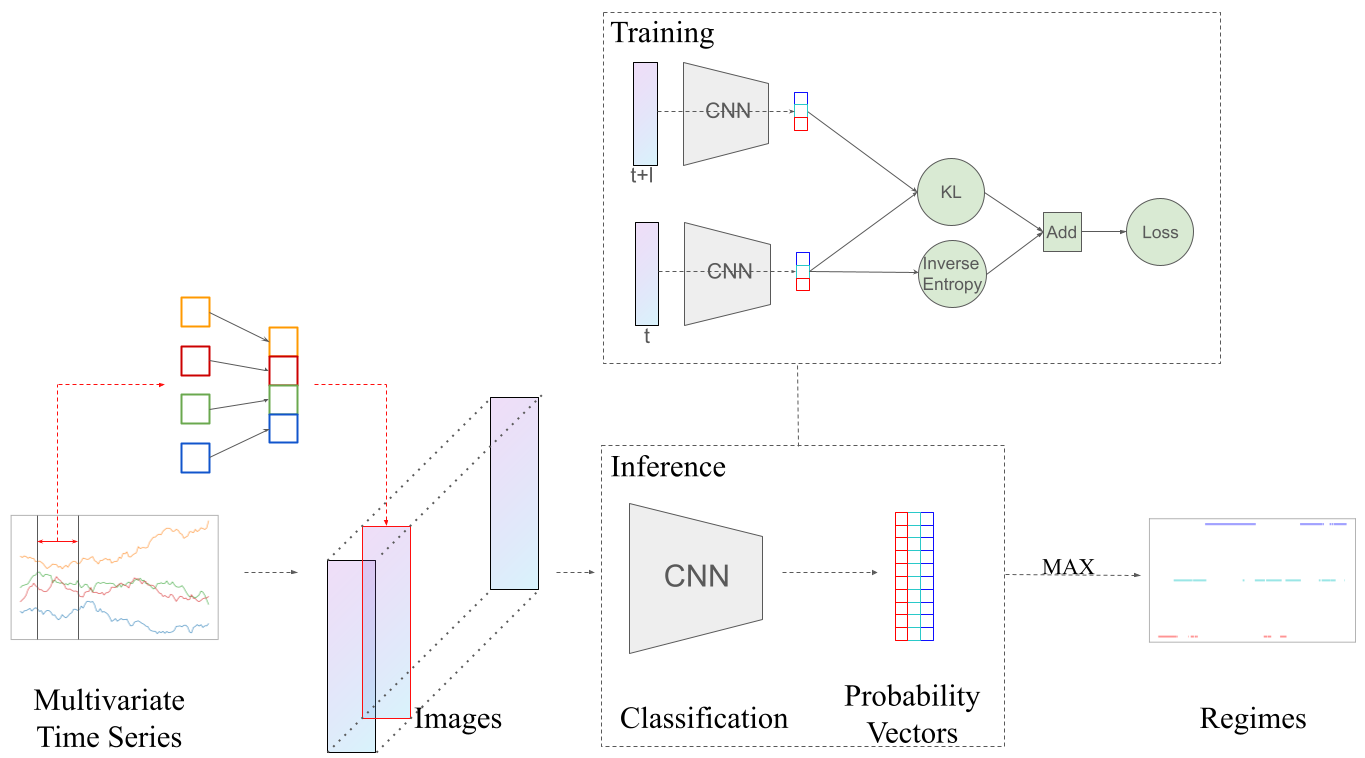 Training
CNN
t+l
KL
CNN
Inverse
Entropy
Add
Loss
t
Inference
CNN
MAX
Multivariate
Time Series
Images
Classification
Probability
Vectors
Regimes